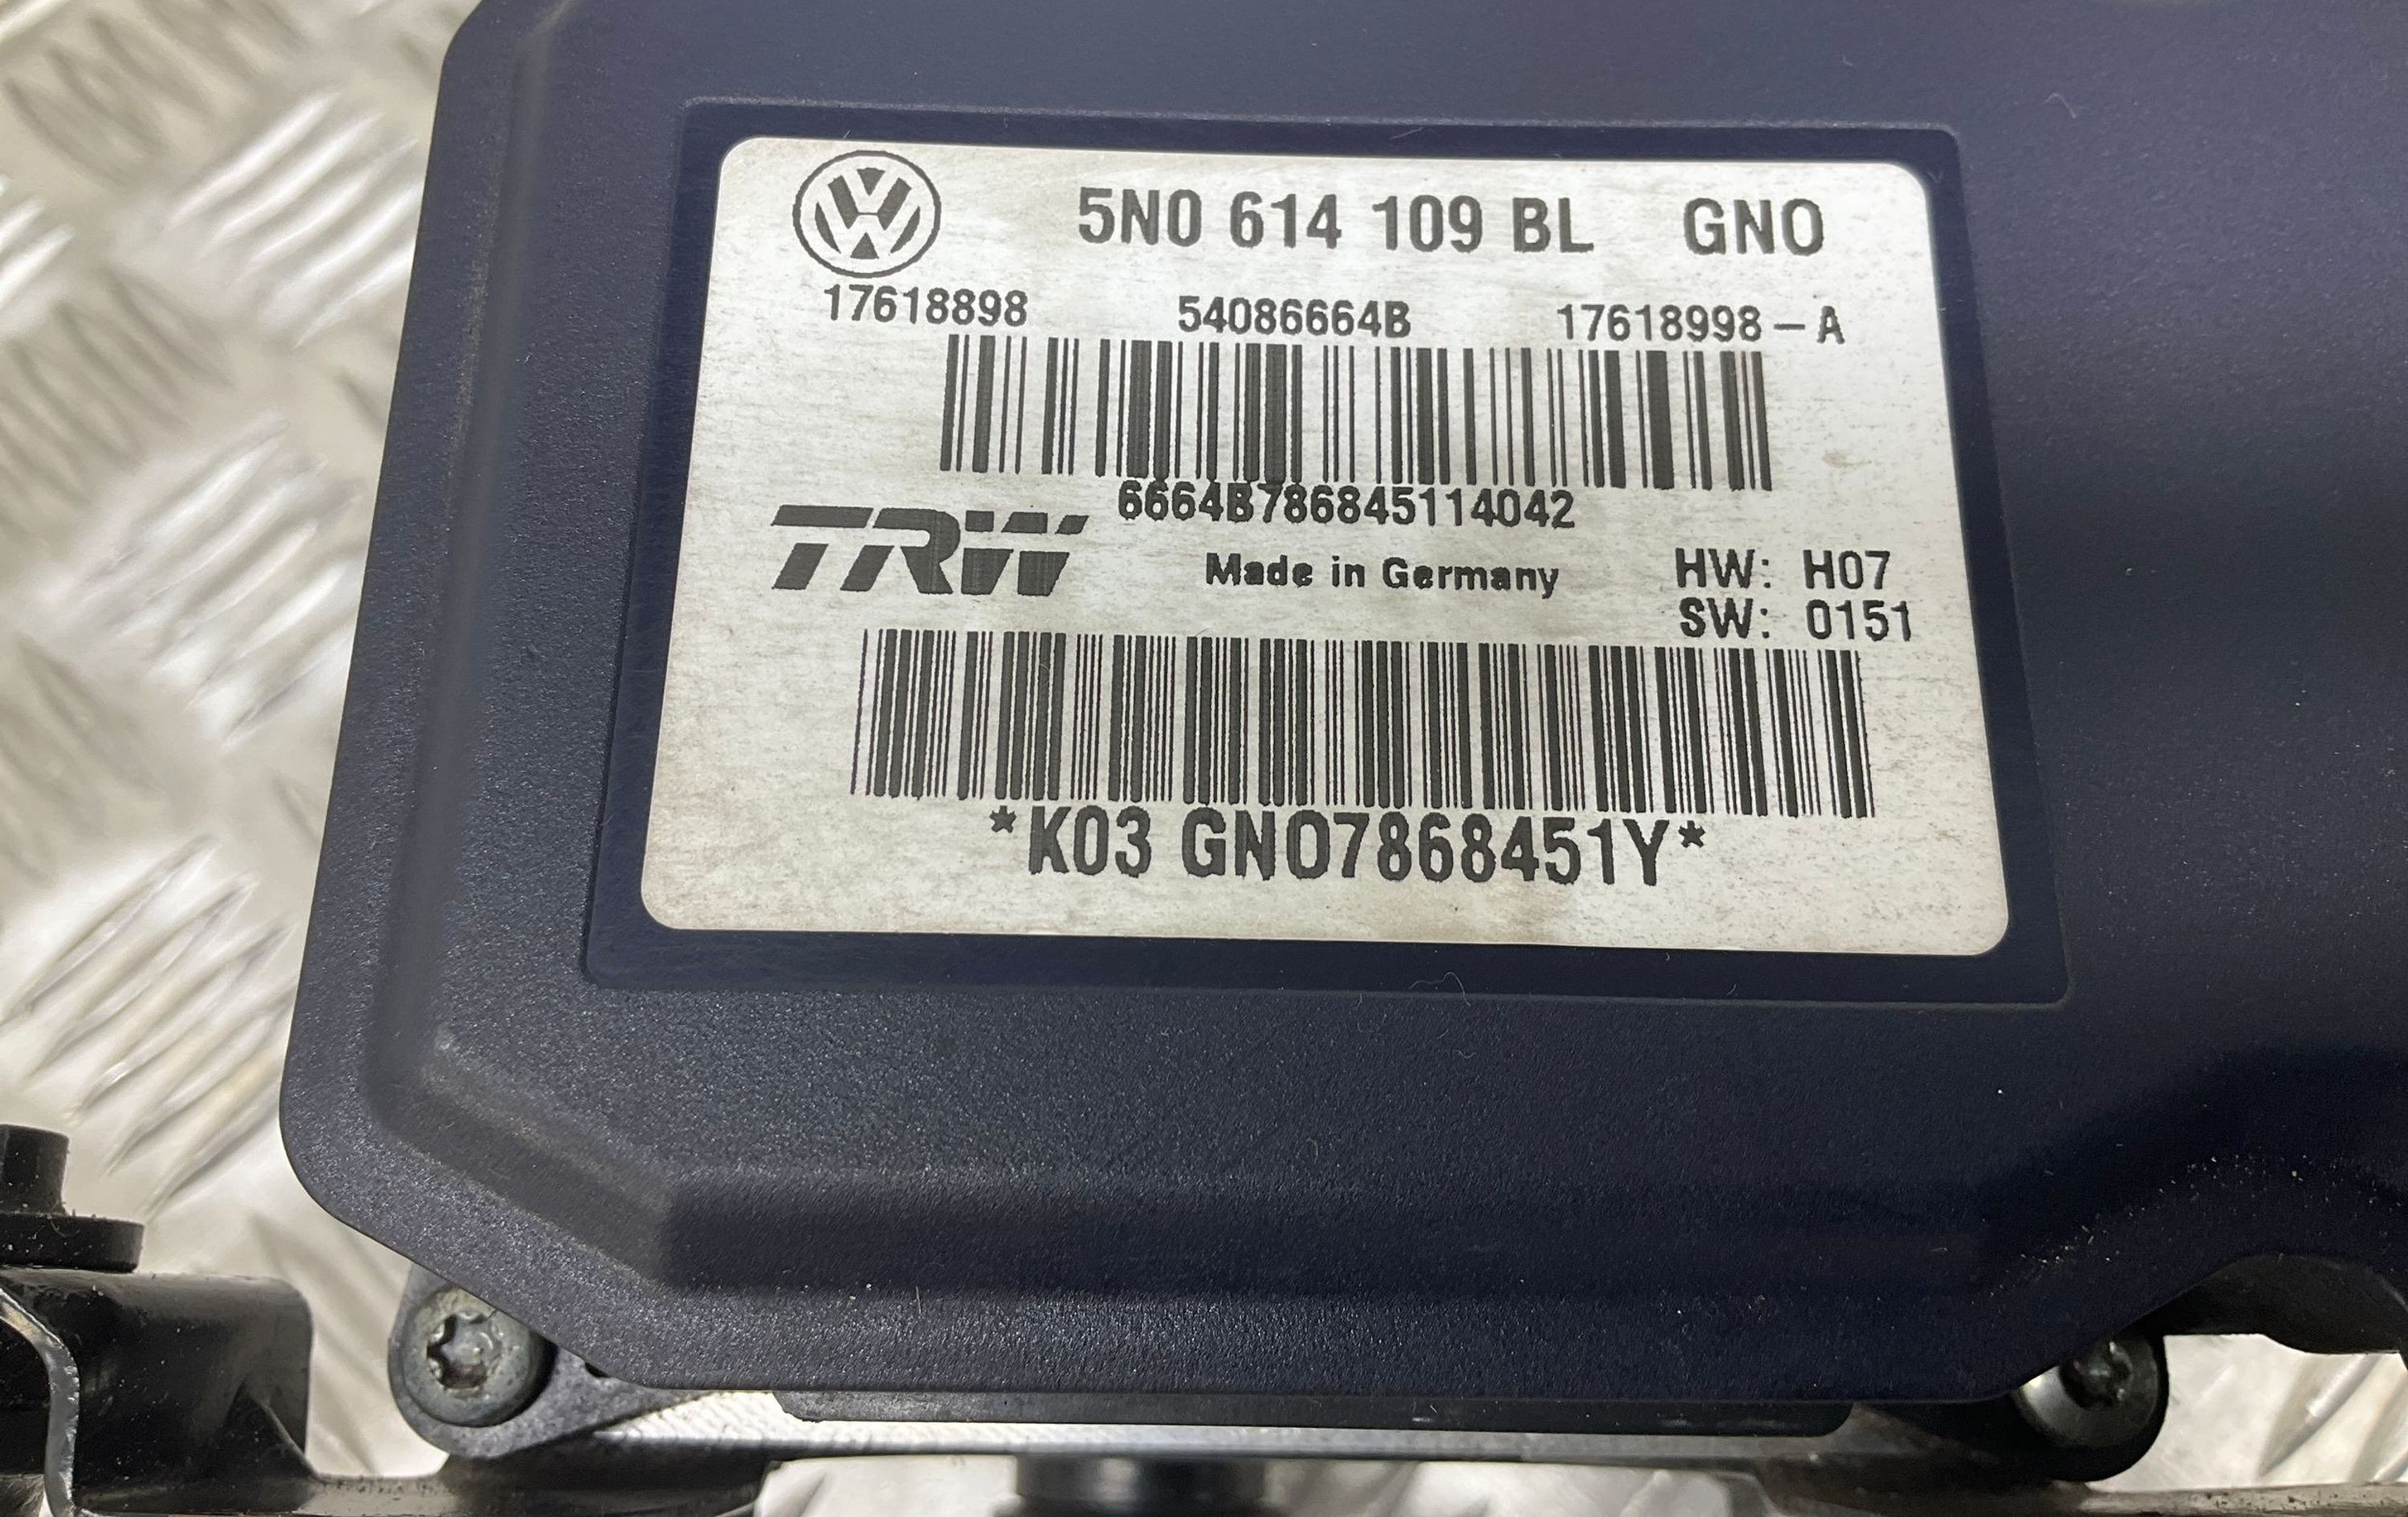 5N0 614 109 BL GNO
17618898 54086664B 17618998-A
6664B786845114042
TRW Made in Germany HW: H07
SW: 0151
*K03 GNO7868451Y*